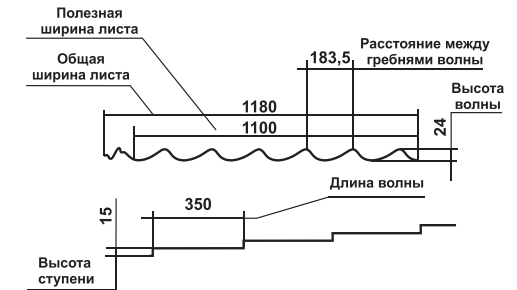 Полезная
ширина листа
Общая
ширина листа
183,5
Расстояние между
гребнями волны
Высота
волны
1180
1100
24
Длина волны
350
15
Высота
ступени